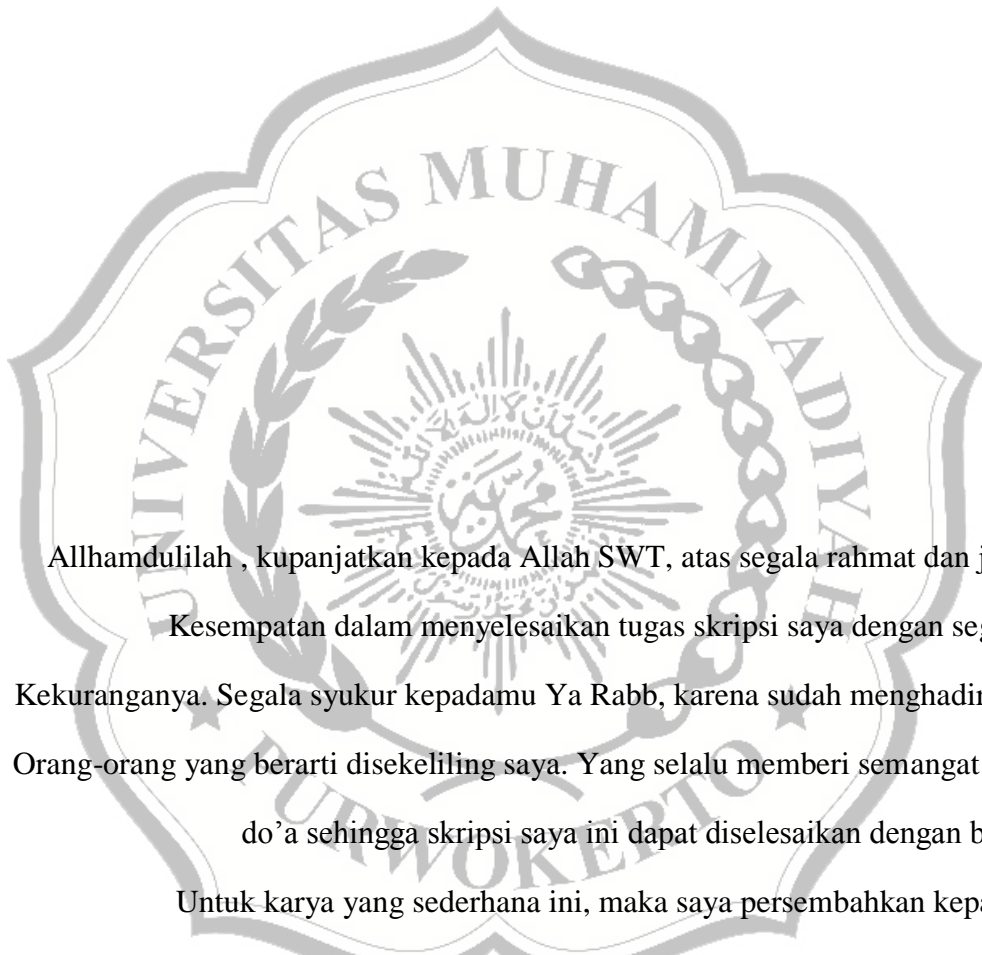 UNIVERSITAS MUHAMMADIYAH
PURWOKERTO
Allhamdulilah , kupanjatkan kepada Allah SWT, atas segala rahmat dan
Kesempatan dalam menyelesaikan tugas skripsi saya dengan
Kekuranganya. Segala syukur kepadamu Ya Rabb, karena sudah
Orang-orang yang berarti disekeliling saya. Yang selalu memberi semangat
do’a sehingga skripsi saya ini dapat diselesaikan dengan
Untuk karya yang sederhana ini, maka saya persembahkan